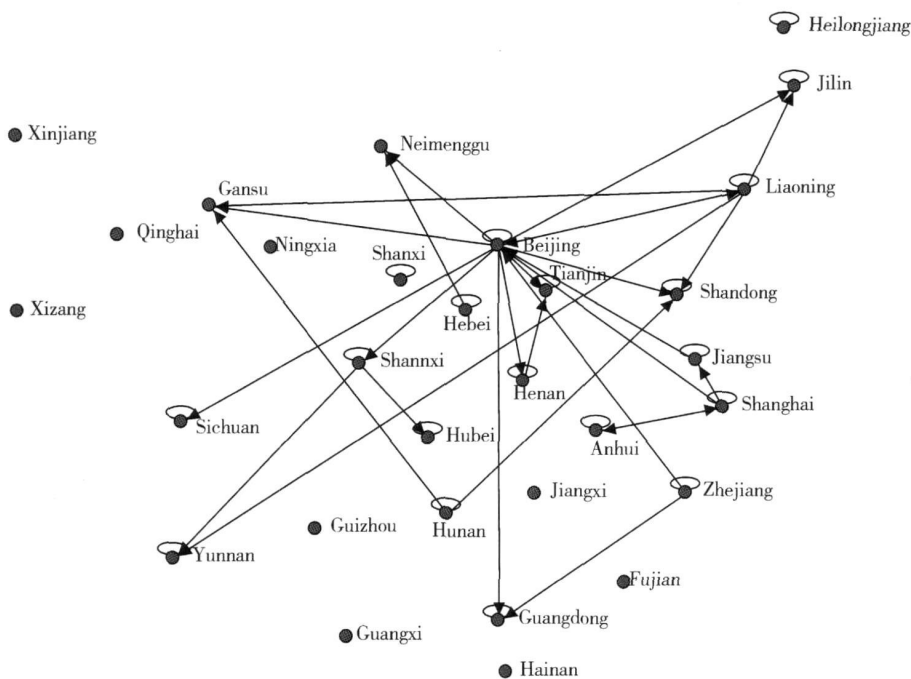 Heilongjiang
Jilin
Xinjiang
Neimenggu
Gansu
Liaoning
Qinghai
Ningxia
Beijing
Shanxi
Tianjin
Shandong
Xizang
Hebei
Shannxi
Jiangsu
Henan
Shanghai
Sichuan
Hubei
Anhui
Jiangxi
Zhejiang
Guizhou
Hunan
Yunnan
Fujian
Guangdong
Guangxi
Hainan